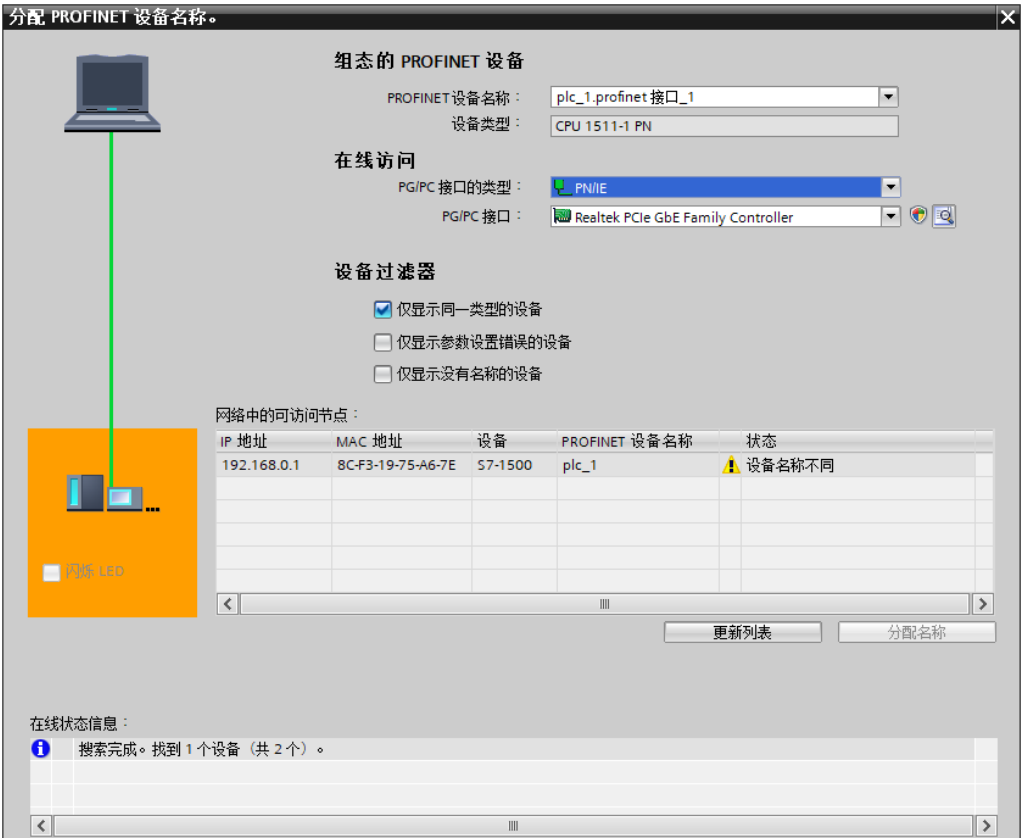 分配 PROFINET 设备名称。
组态的 PROFINET 设备
PROFINET设备名称： plc_1.profinet 接口_1
设备类型： CPU 1511-1 PN
在线访问
PG/PC 接口的类型： PN/IE
PG/PC 接口： Realtek PCIe GbE Family Controller
设备过滤器
仅显示同一类型的设备
仅显示参数设置错误的设备
仅显示没有名称的设备
网络中的可访问节点：
IP 地址 MAC 地址 设备 PROFINET 设备名称 状态
192.168.0.1 8C-F3-19-75-A6-7E S7-1500 plc_1 设备名称不同
闪烁 LED
更新列表 分配名称
在线状态信息：
搜索完成。找到 1 个设备（共 2 个）。